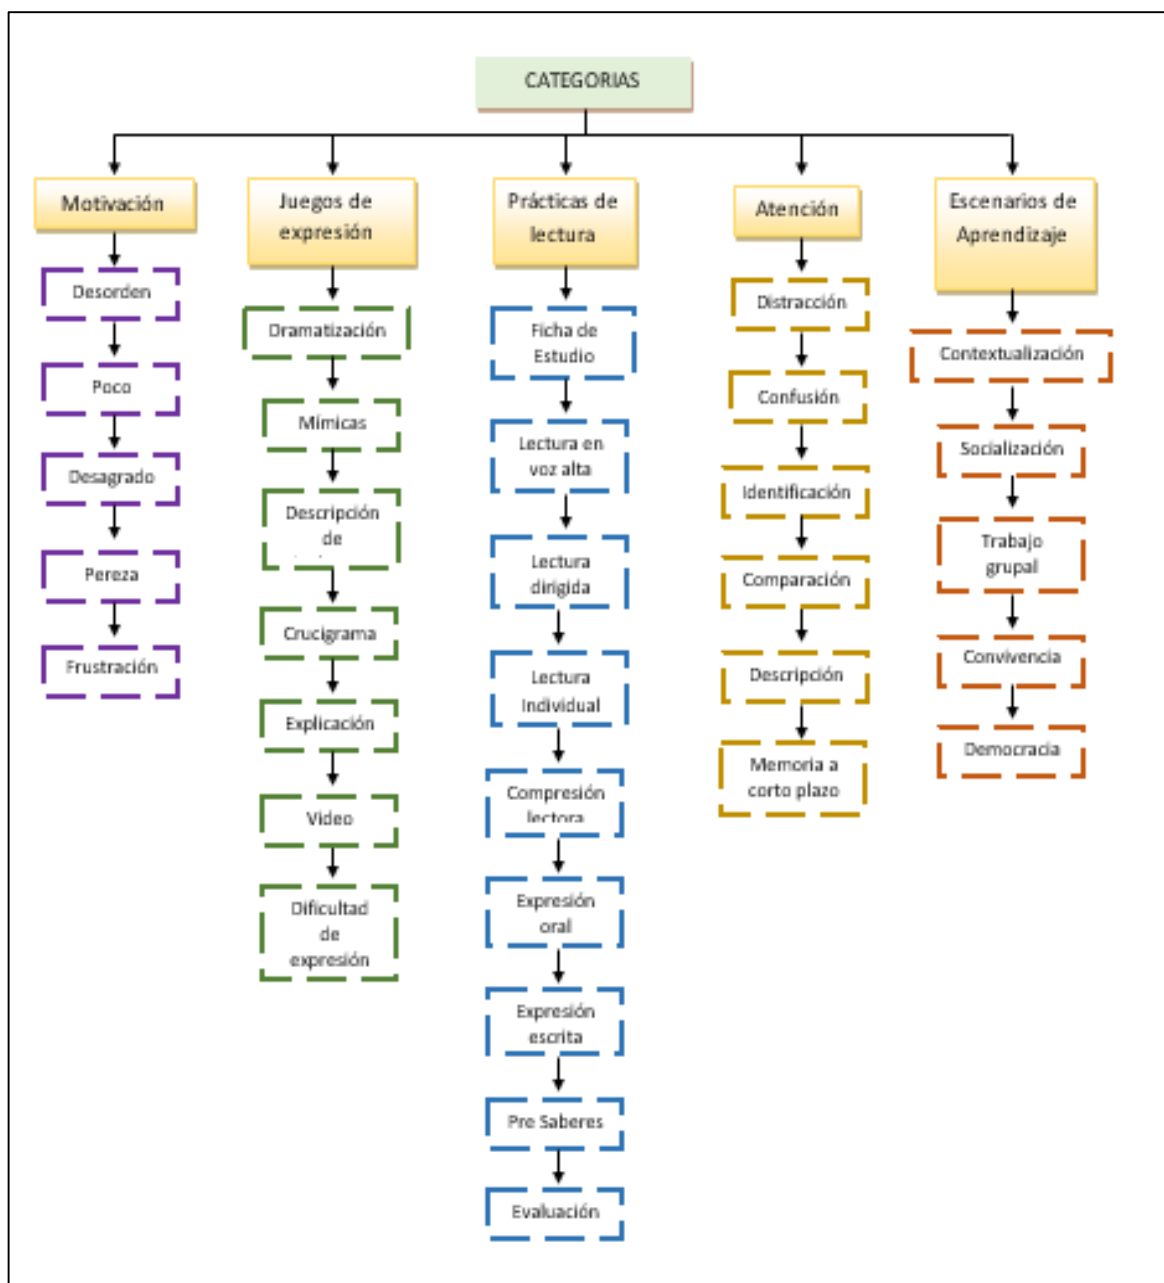 CATEGORIAS
Motivación
Desorden
Poco
Desagrado
Pereza
Frustración
Juegos de
expresión
Dramatización
Mímicas
Descripción
de
Crucigrama
Explicación
Video
Dificultad
de
expresión
Prácticas de
lectura
Ficha de
Estudio
Lectura en
voz alta
Lectura
dirigida
Lectura
Individual
Compresión
lectora
Expresión
oral
Expresión
escrita
Pre Saberes
Evaluación
Atención
Distracción
Confusión
Identificación
Comparación
Descripción
Memoria a
corto plazo
Escenarios de
Aprendizaje
Contextualización
Socialización
Trabajo
grupal
Convivencia
Democracia